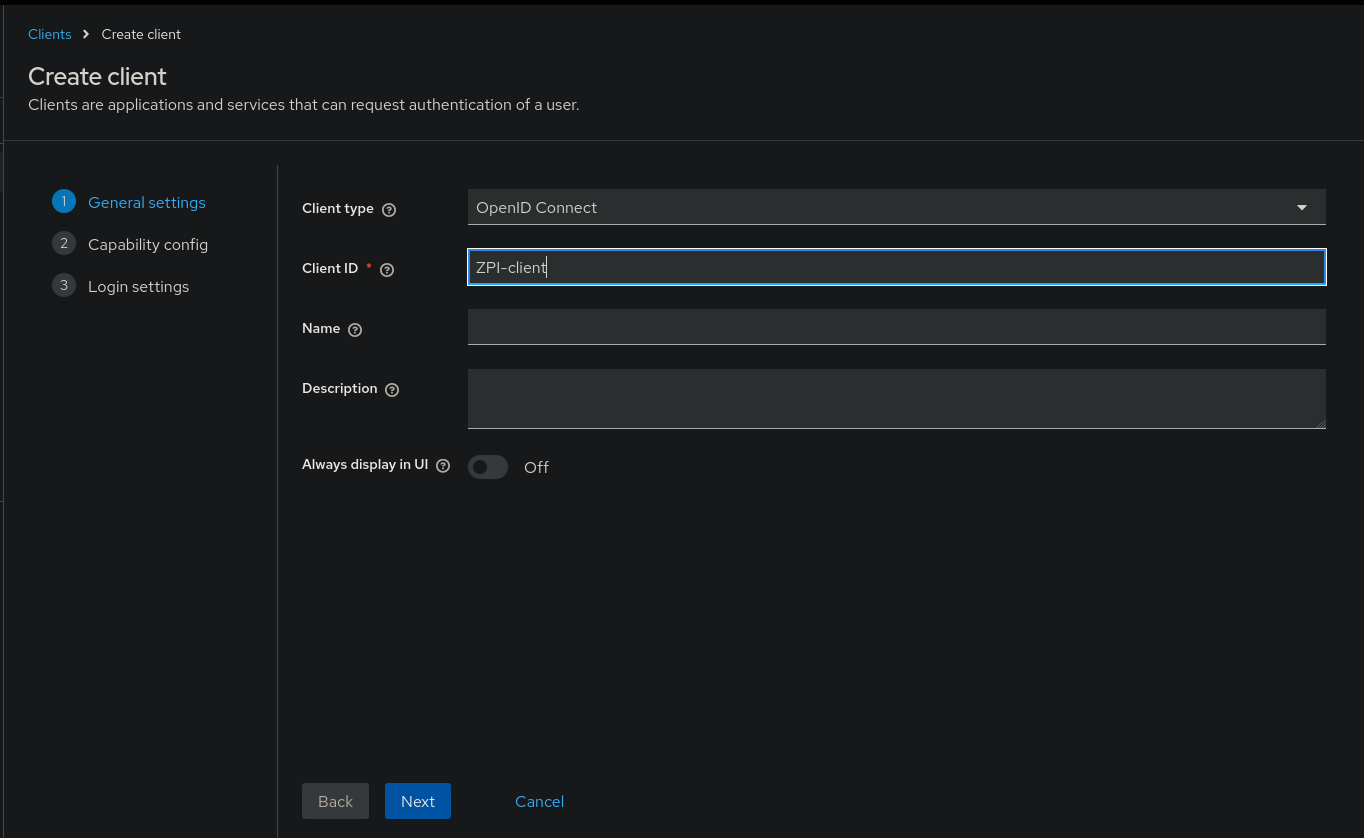 Clients > Create client
Create client
Clients are applications and services that can request authentication of a user.
1 General settings
2 Capability config
3 Login settings
Client type ?
OpenID Connect
Client ID * ?
ZPI-client
Name ?
Description ?
Always display in UI ?
Off
Back
Next
Cancel